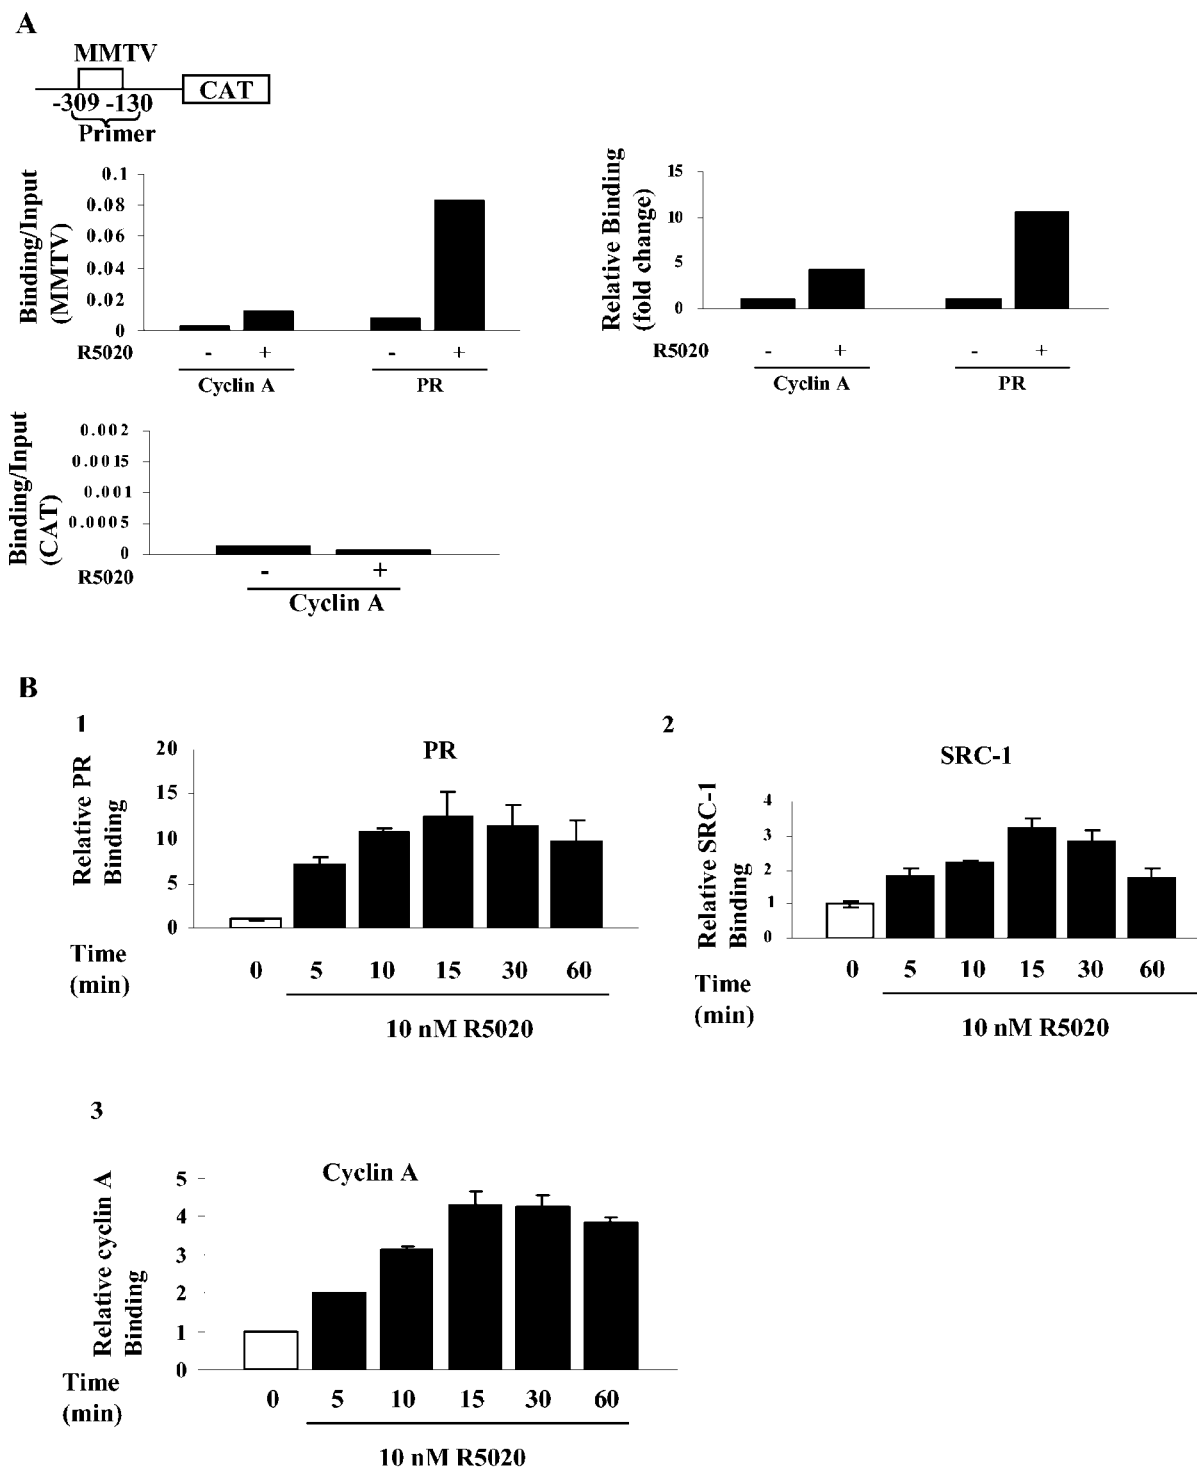 A
MMTV
CAT
-309 -130
Primer
Binding/Input
(MMTV)
0.1
0.08
0.06
0.04
0.02
0
R5020 - + - +
Cyclin A PR
Relative Binding
(fold change)
15
10
5
0
R5020 - + - +
Cyclin A PR
Binding/Input
(CAT)
0.002
0.0015
0.001
0.0005
0
R5020 - +
Cyclin A
B
1
PR
Relative PR
Binding
20
15
10
5
0
Time
(min)
0 5 10 15 30 60
10 nM R5020
2
SRC-1
Relative SRC-1
Binding
4
3
2
1
0
Time
(min)
0 5 10 15 30 60
10 nM R5020
3
Cyclin A
Relative cyclin A
Binding
5
4
3
2
1
0
Time
(min)
0 5 10 15 30 60
10 nM R5020